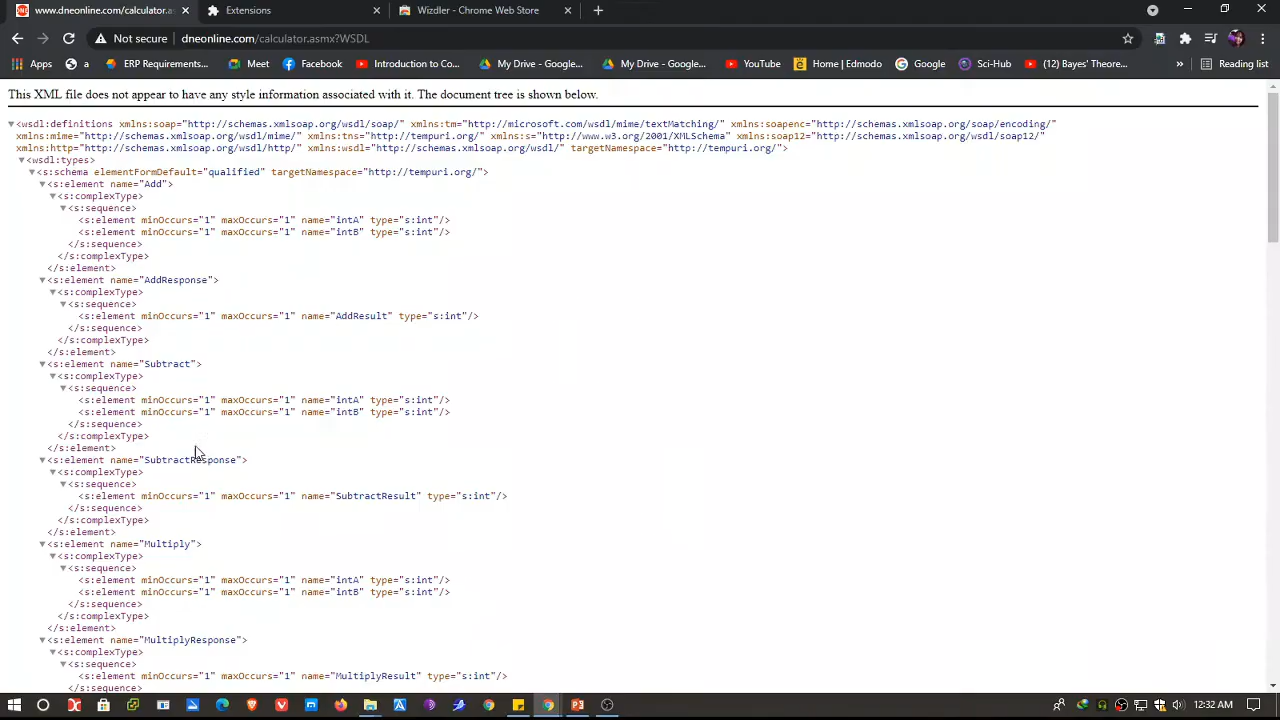 www.dneonline.com/calculator.as
Extensions
Wizdler - Chrome Web Store
Not secure
dneonline.com/calculator.asmx?WSDL
Apps
a
ERP Requirements...
Meet
Facebook
Introduction to Co...
My Drive - Google...
My Drive - Google...
YouTube
Home | Edmodo
Google
Sci-Hub
(12) Bayes' Theore...
»
Reading list
This XML file does not appear to have any style information associated with it. The document tree is shown below.
<wsdl:definitions xmlns:soap="http://schemas.xmlsoap.org/wsdl/soap/" xmlns:tm="http://microsoft.com/wsdl/mime/textMatching/" xmlns:soapenc="http://schemas.xmlsoap.org/soap/encoding/"
xmlns:mime="http://schemas.xmlsoap.org/wsdl/mime/" xmlns:tns="http://tempuri.org/" xmlns:s="http://www.w3.org/2001/XMLSchema" xmlns:soap12="http://schemas.xmlsoap.org/wsdl/soap12/"
xmlns:http="http://schemas.xmlsoap.org/wsdl/http/" xmlns:wsdl="http://schemas.xmlsoap.org/wsdl/" targetNamespace="http://tempuri.org/">
<wsdl:types>
<s:schema elementFormDefault="qualified" targetNamespace="http://tempuri.org/">
<s:element name="Add">
<s:complexType>
<s:sequence>
<s:element minOccurs="1" maxOccurs="1" name="intA" type="s:int"/>
<s:element minOccurs="1" maxOccurs="1" name="intB" type="s:int"/>
</s:sequence>
</s:complexType>
</s:element>
<s:element name="AddResponse">
<s:complexType>
<s:sequence>
<s:element minOccurs="1" maxOccurs="1" name="AddResult" type="s:int"/>
</s:sequence>
</s:complexType>
</s:element>
<s:element name="Subtract">
<s:complexType>
<s:sequence>
<s:element minOccurs="1" maxOccurs="1" name="intA" type="s:int"/>
<s:element minOccurs="1" maxOccurs="1" name="intB" type="s:int"/>
</s:sequence>
</s:complexType>
</s:element>
<s:element name="SubtractResponse">
<s:complexType>
<s:sequence>
<s:element minOccurs="1" maxOccurs="1" name="SubtractResult" type="s:int"/>
</s:sequence>
</s:complexType>
</s:element>
<s:element name="Multiply">
<s:complexType>
<s:sequence>
<s:element minOccurs="1" maxOccurs="1" name="intA" type="s:int"/>
<s:element minOccurs="1" maxOccurs="1" name="intB" type="s:int"/>
</s:sequence>
</s:complexType>
</s:element>
<s:element name="MultiplyResponse">
<s:complexType>
<s:sequence>
<s:element minOccurs="1" maxOccurs="1" name="MultiplyResult" type="s:int"/>
</s:sequence>
12:32 AM